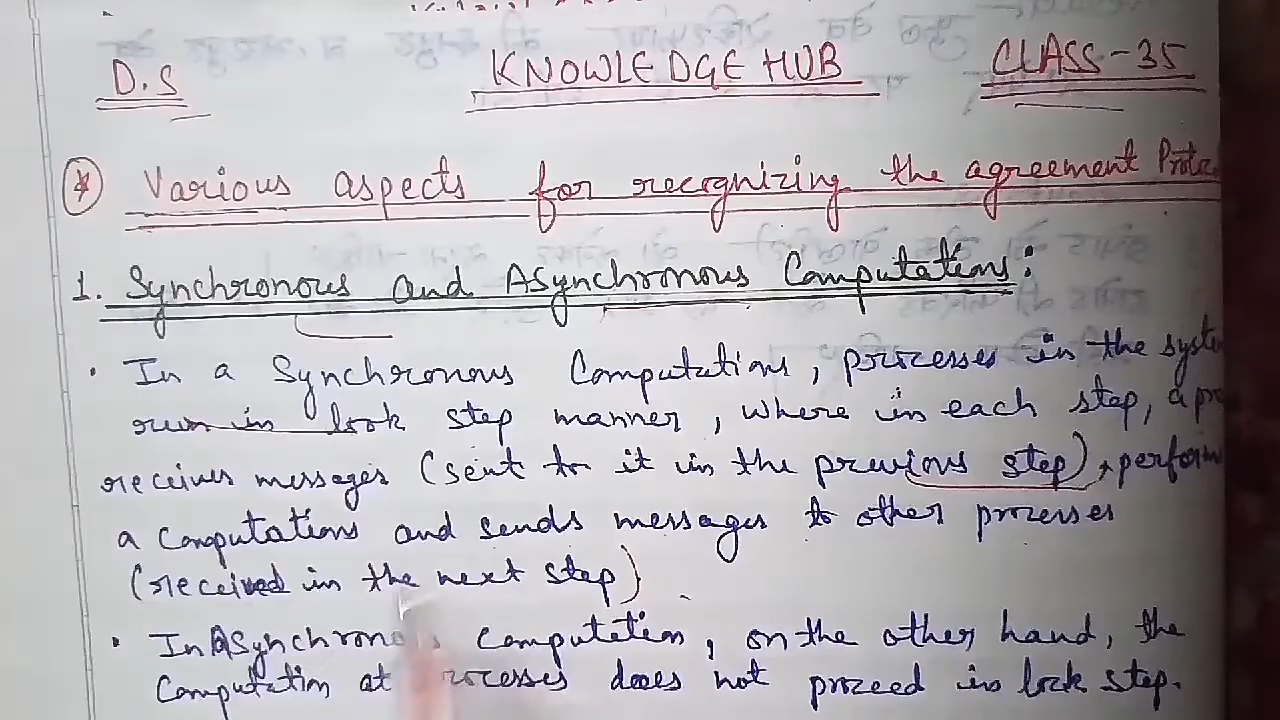 D.S KNOWLEDGE HUB CLASS-35
Various aspects for recognizing the agreement
1. Synchronous and ASynchronous Computations:
• In a Synchronous Computations, processes in the
run in lock step manner, where in each step, a
receives messages (sent to it in the previous step), perform
a computations and sends messages to other processes
(received in the next step)
• In ASynchronous Computation, on the other hand, the
Computation at processes does not proceed in lock step.